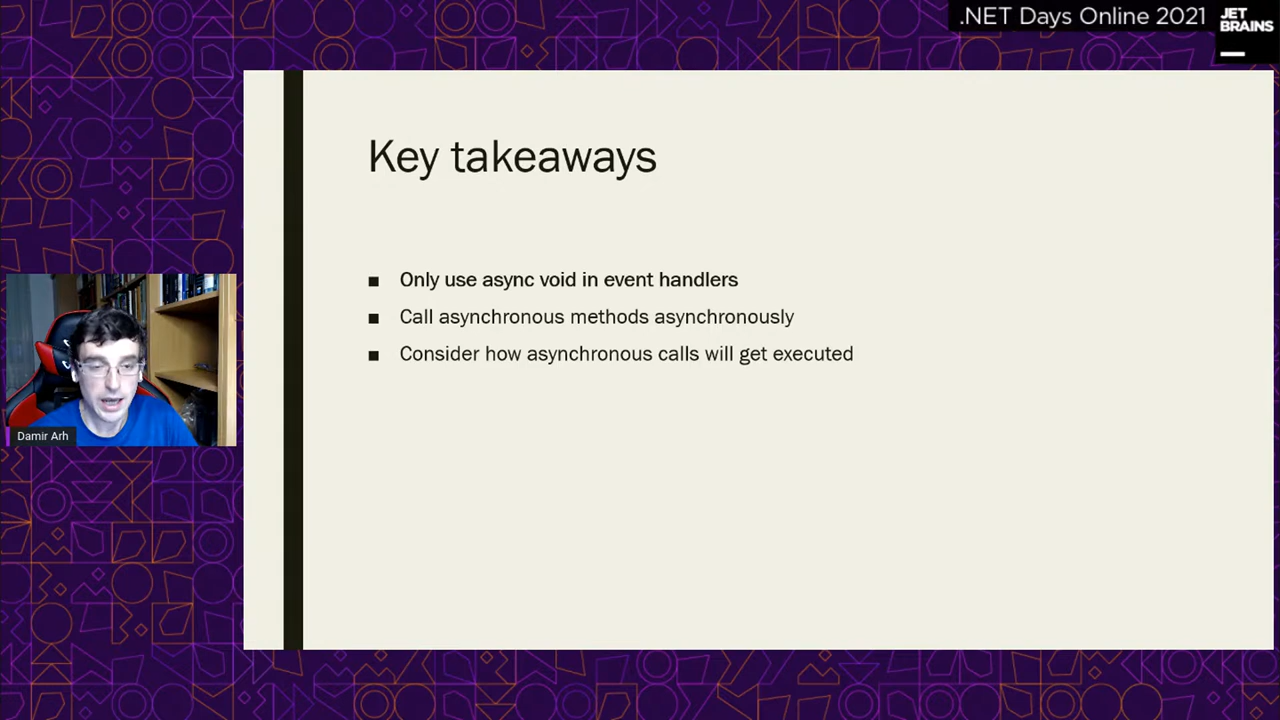 .NET Days Online 2021
JET
BRAINS
Key takeaways
Only use async void in event handlers
Call asynchronous methods asynchronously
Consider how asynchronous calls will get executed
Damir Arh